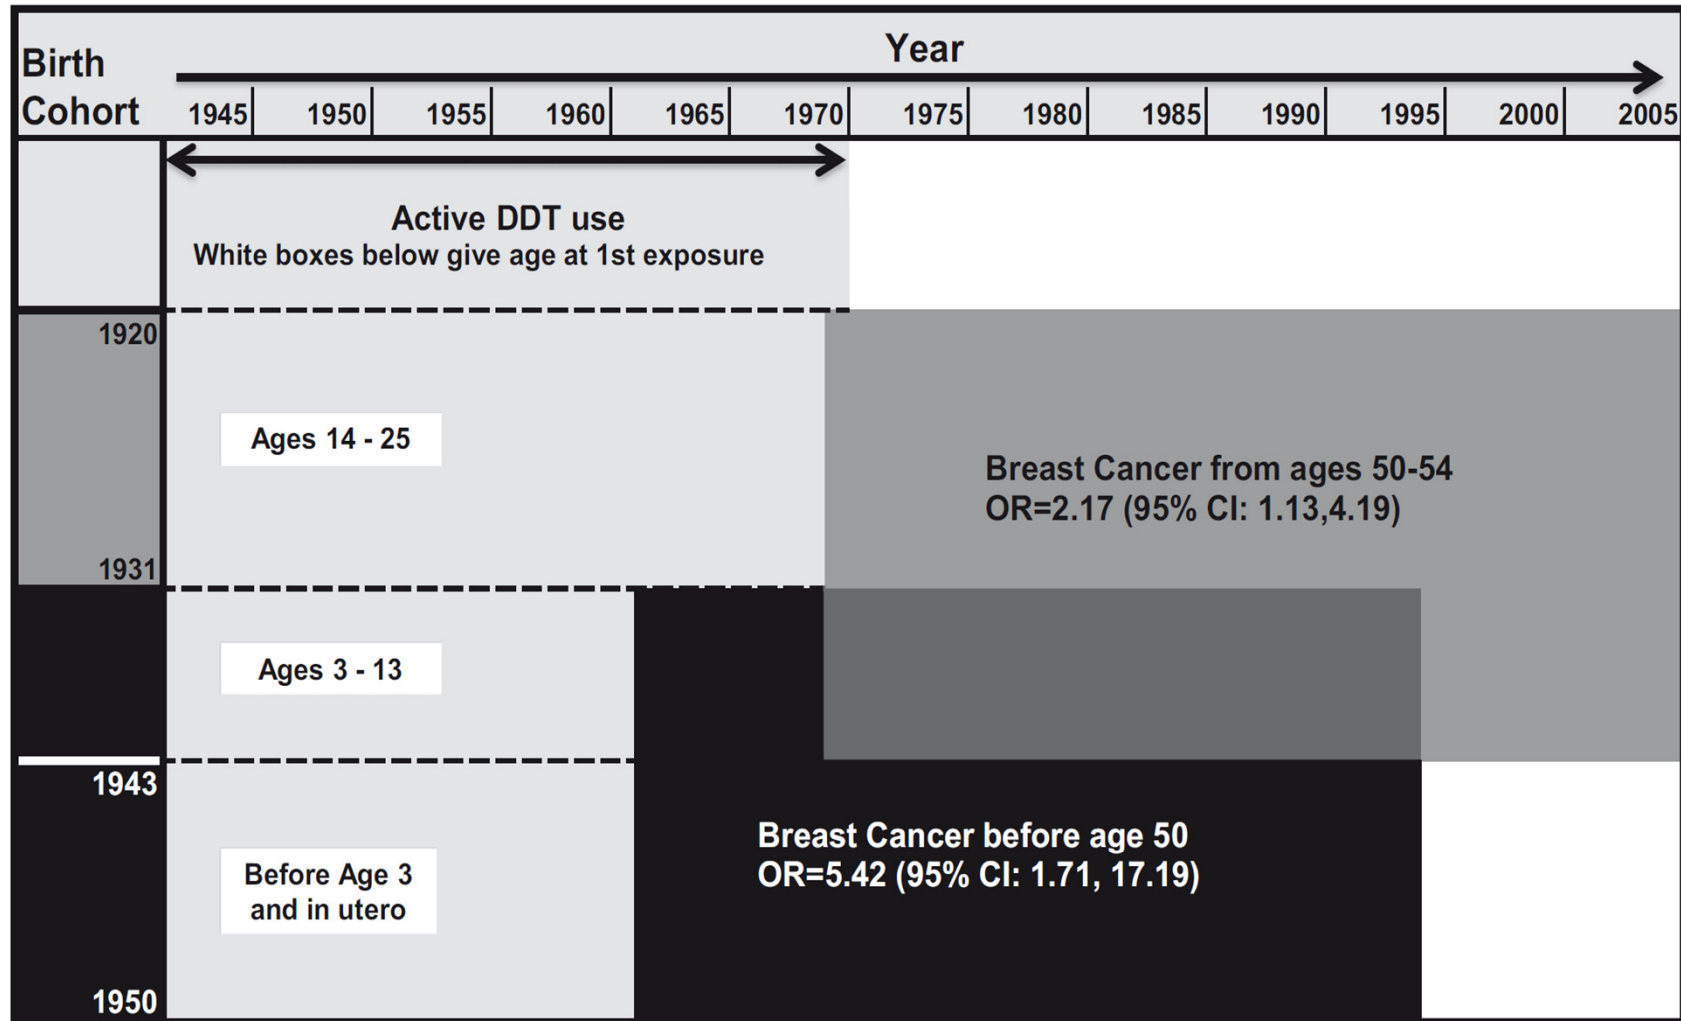 Year
Birth
Cohort
1945 1950 1955 1960 1965 1970 1975 1980 1985 1990 1995 2000 2005
Active DDT use
White boxes below give age at 1st exposure
1920
Ages 14 - 25
Breast Cancer from ages 50-54
OR=2.17 (95% CI: 1.13,4.19)
1931
Ages 3 - 13
1943
Breast Cancer before age 50
OR=5.42 (95% CI: 1.71, 17.19)
Before Age 3
and in utero
1950